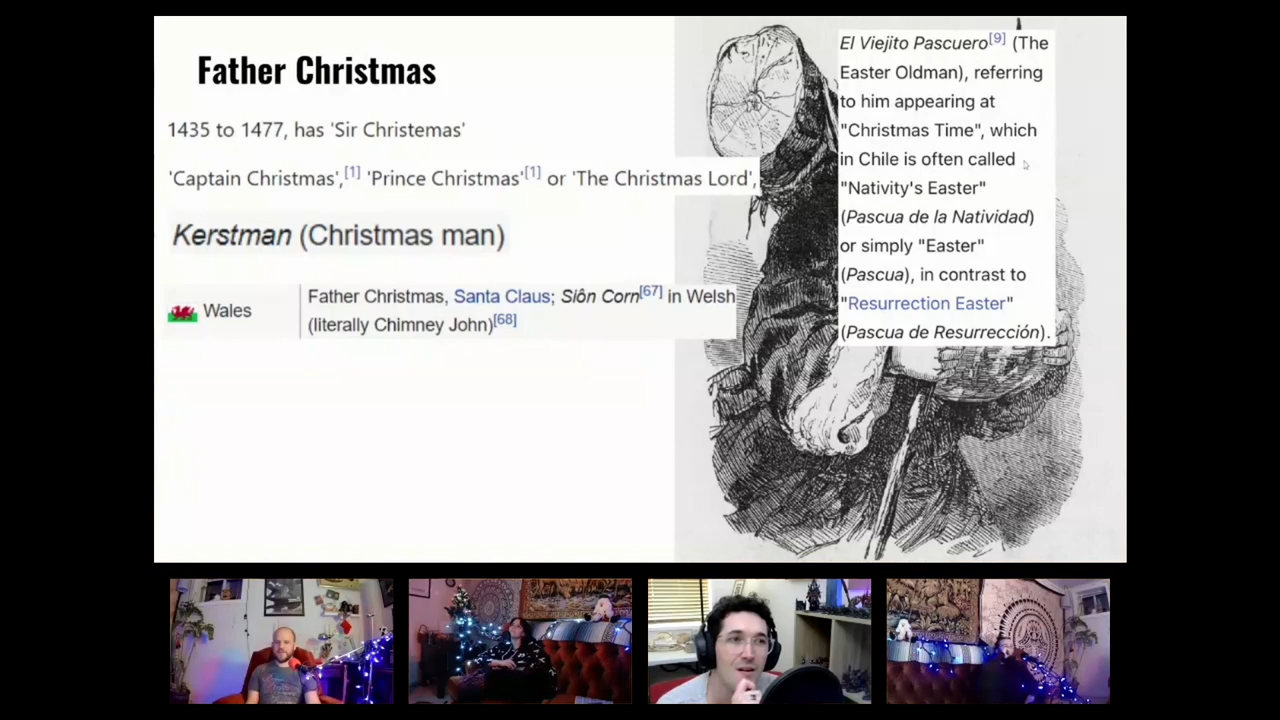 Father Christmas
1435 to 1477, has 'Sir Christemas'
'Captain Christmas',[1] 'Prince Christmas'[1] or 'The Christmas Lord',
Kerstman (Christmas man)
Wales
Father Christmas, Santa Claus; Siôn Corn[67] in Welsh
(literally Chimney John)[68]
El Viejito Pascuero[9] (The
Easter Oldman), referring
to him appearing at
"Christmas Time", which
in Chile is often called
"Nativity's Easter"
(Pascua de la Natividad)
or simply "Easter"
(Pascua), in contrast to
"Resurrection Easter"
(Pascua de Resurrección).